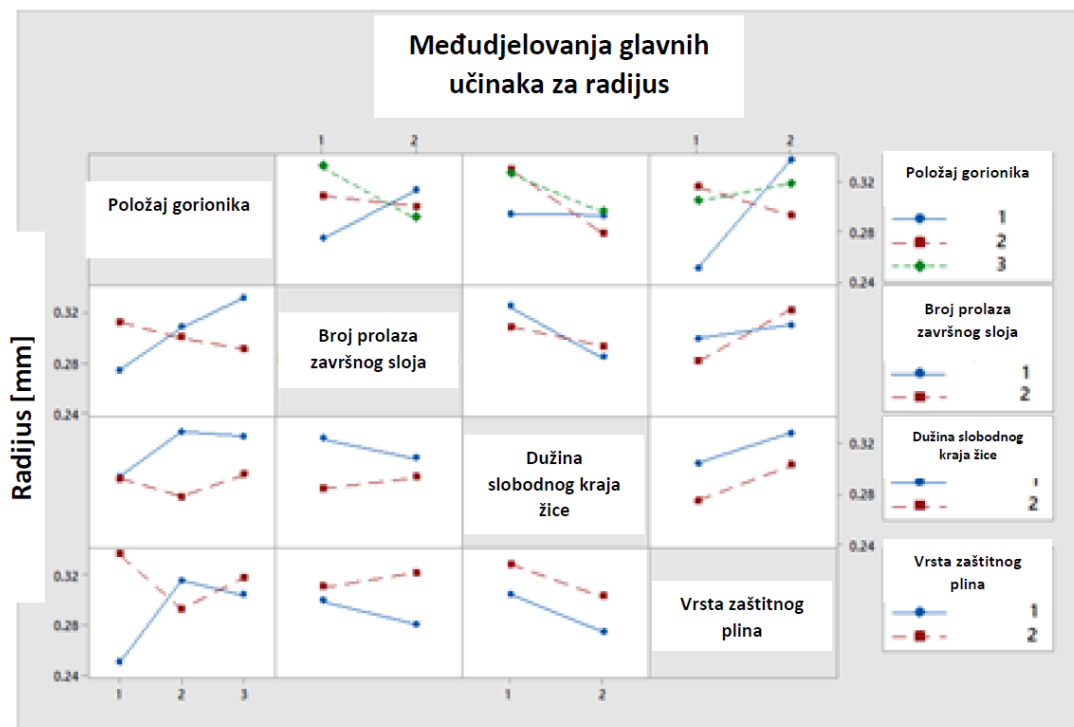 Međudjelovanja glavnih
učinaka za radijus
1 2
1 2
Položaj gorionika
0.32
0.28
0.24
Položaj gorionika
1
2
3
0.32
0.28
0.24
Broj prolaza
završnog sloja
Broj prolaza
završnog sloja
1
2
Radijus [mm]
Dužina
slobodnog kraja
žice
0.32
0.28
0.24
Dužina slobodnog
kraja žice
2
0.32
0.28
0.24
Vrsta zaštitnog
plina
Vrsta zaštitnog
plina
1
2
1 2 3
1 2